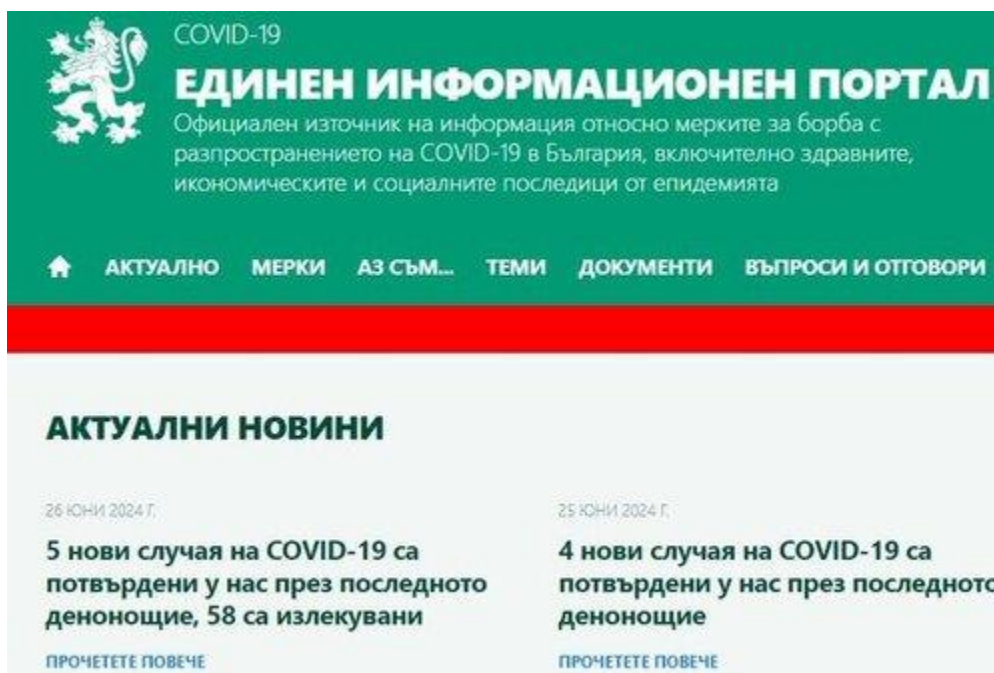 COVID-19
ЕДИНЕН ИНФОРМАЦИОНЕН ПОРТАЛ
Официален източник на информация относно мерките за борба с
разпространението на COVID-19 в България, включително здравните,
икономическите и социалните последици от епидемията
АКТУАЛНО МЕРКИ АЗ СЪМ... ТЕМИ ДОКУМЕНТИ ВЪПРОСИ И ОТГОВОРИ
АКТУАЛНИ НОВИНИ
26 ЮНИ 2024 Г.
5 нови случая на COVID-19 са
потвърдени у нас през последното
денонощие, 58 са излекувани
ПРОЧЕТЕТЕ ПОВЕЧЕ
25 ЮНИ 2024 Г.
4 нови случая на COVID-19 са
потвърдени у нас през последното
денонощие
ПРОЧЕТЕТЕ ПОВЕЧЕ